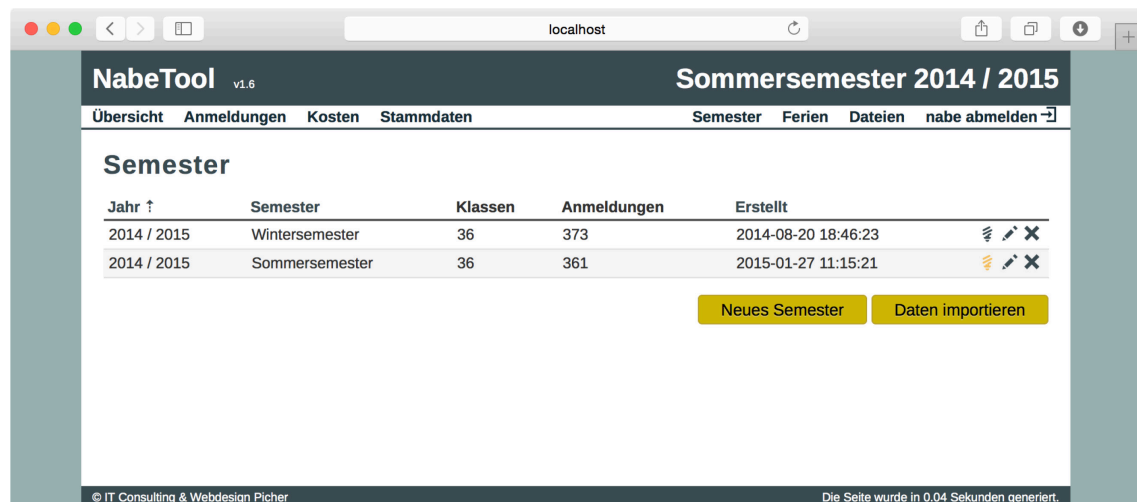 localhost
NabeTool v1.6 Sommersemester 2014 / 2015
Übersicht Anmeldungen Kosten Stammdaten Semester Ferien Dateien nabe abmelden
Semester
Jahr ↑ Semester Klassen Anmeldungen Erstellt
2014 / 2015 Wintersemester 36 373 2014-08-20 18:46:23
2014 / 2015 Sommersemester 36 361 2015-01-27 11:15:21
Neues Semester Daten importieren
© IT Consulting & Webdesign Picher Die Seite wurde in 0.04 Sekunden generiert.